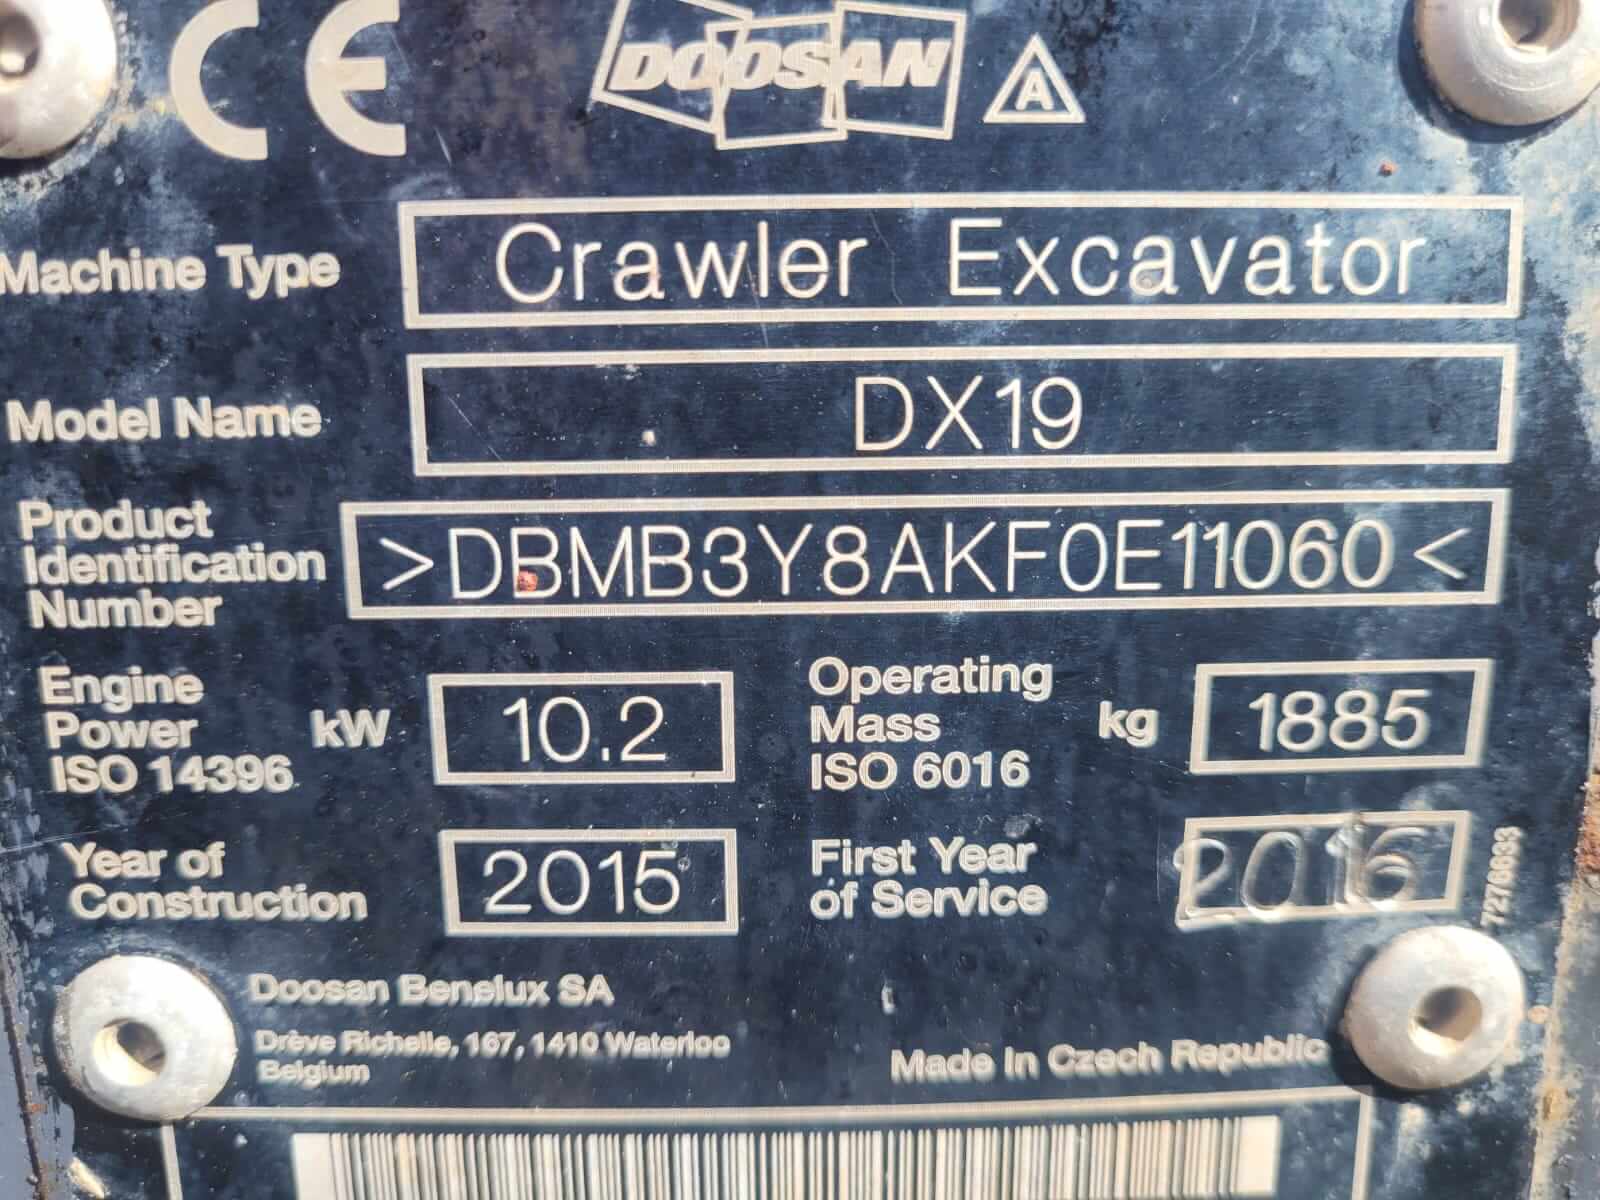 CE DOOSAN A
Machine Type Crawler Excavator
Model Name DX19
Product
Identification
Number
>DBMB3Y8AKF0E11060<
Engine
Power kW 10.2
ISO 14396
Operating
Mass kg 1885
ISO 6016
Year of
Construction
2015
First Year
of Service
2016
7278633
Doosan Benelux SA
Drève Richelle, 167, 1410 Waterloo
Belgium
Made In Czech Republic